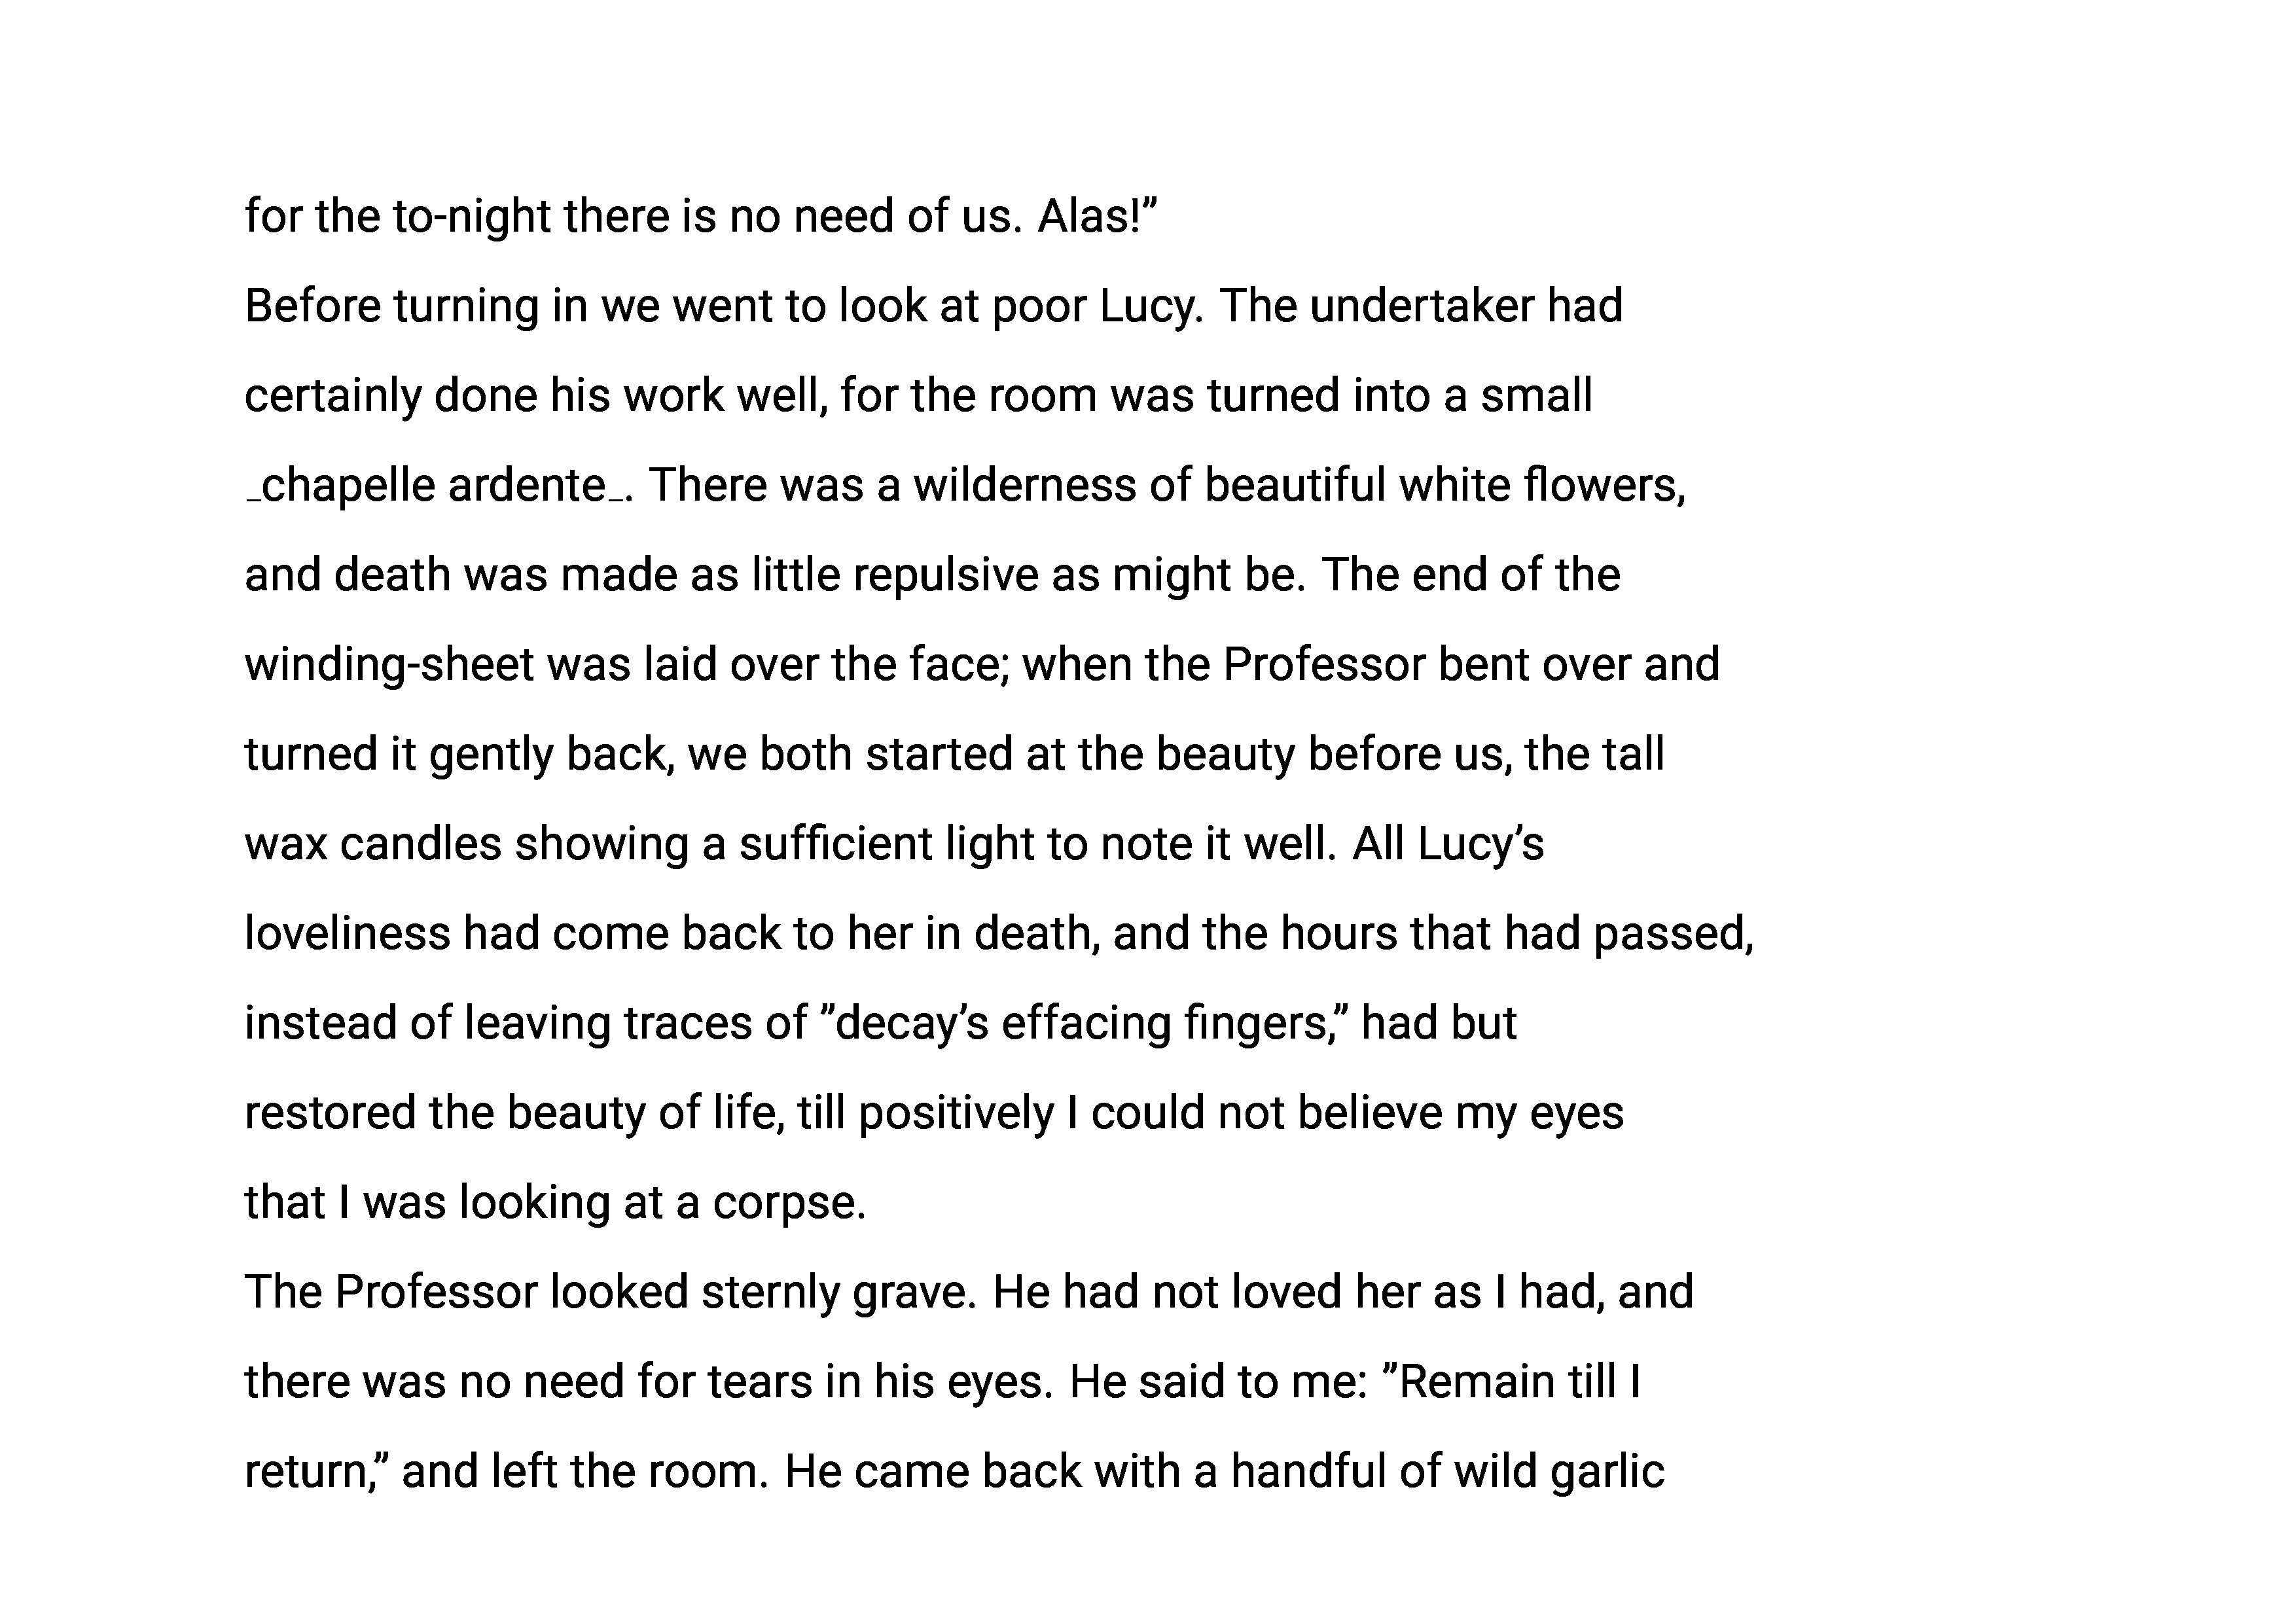 for the to-night there is no need of us. Alas!”
Before turning in we went to look at poor Lucy. The undertaker had
certainly done his work well, for the room was turned into a small
_chapelle ardente_. There was a wilderness of beautiful white flowers,
and death was made as little repulsive as might be. The end of the
winding-sheet was laid over the face; when the Professor bent over and
turned it gently back, we both started at the beauty before us, the tall
wax candles showing a sufficient light to note it well. All Lucy’s
loveliness had come back to her in death, and the hours that had passed,
instead of leaving traces of ”decay’s effacing fingers,” had but
restored the beauty of life, till positively I could not believe my eyes
that I was looking at a corpse.
The Professor looked sternly grave. He had not loved her as I had, and
there was no need for tears in his eyes. He said to me: ”Remain till I
return,” and left the room. He came back with a handful of wild garlic